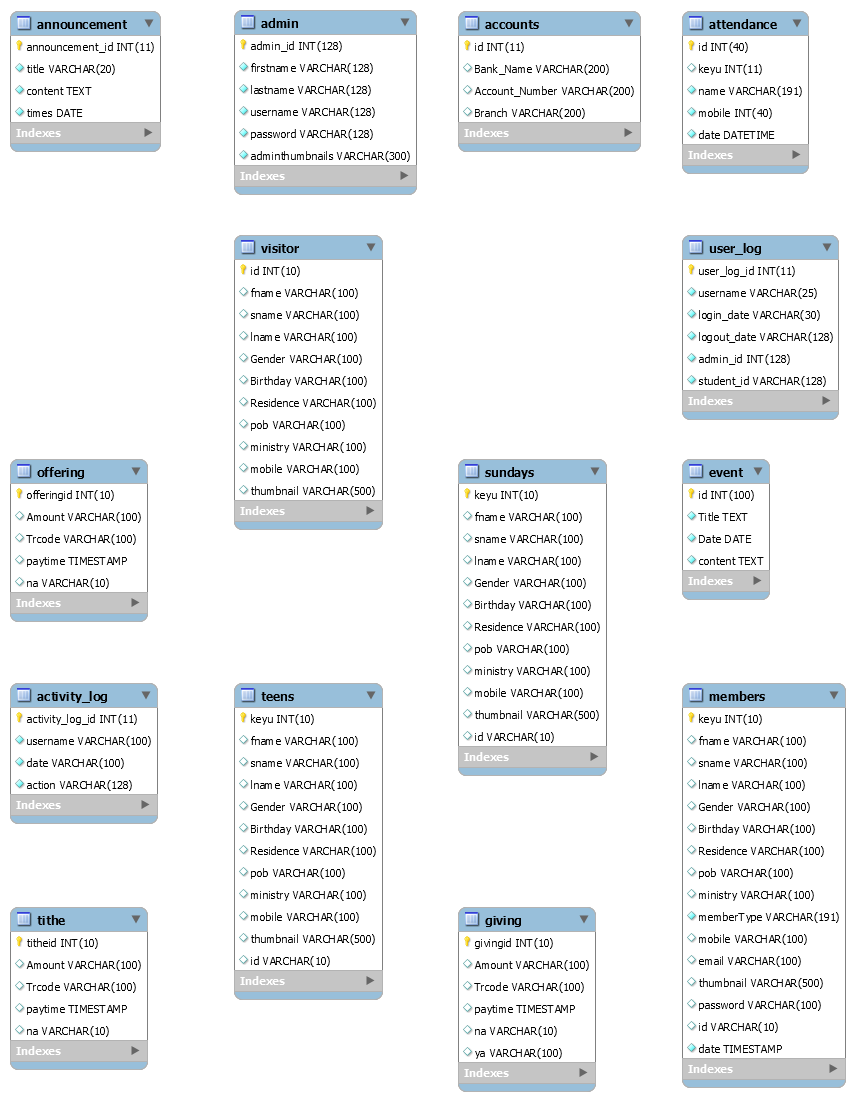 announcement
announcement_id INT(11)
title VARCHAR(20)
content TEXT
times DATE
Indexes
admin
admin_id INT(128)
firstname VARCHAR(128)
lastname VARCHAR(128)
username VARCHAR(128)
password VARCHAR(128)
adminthumbnails VARCHAR(300)
Indexes
accounts
id INT(11)
Bank_Name VARCHAR(200)
Account_Number VARCHAR(200)
Branch VARCHAR(200)
Indexes
attendance
id INT(40)
keyu INT(11)
name VARCHAR(191)
mobile INT(40)
date DATETIME
Indexes
visitor
id INT(10)
fname VARCHAR(100)
sname VARCHAR(100)
lname VARCHAR(100)
Gender VARCHAR(100)
Birthday VARCHAR(100)
Residence VARCHAR(100)
pob VARCHAR(100)
ministry VARCHAR(100)
mobile VARCHAR(100)
thumbnail VARCHAR(500)
Indexes
user_log
user_log_id INT(11)
username VARCHAR(25)
login_date VARCHAR(30)
logout_date VARCHAR(128)
admin_id INT(128)
student_id VARCHAR(128)
Indexes
offering
offeringid INT(10)
Amount VARCHAR(100)
Trcode VARCHAR(100)
paytime TIMESTAMP
na VARCHAR(10)
Indexes
sundays
keyu INT(10)
fname VARCHAR(100)
sname VARCHAR(100)
lname VARCHAR(100)
Gender VARCHAR(100)
Birthday VARCHAR(100)
Residence VARCHAR(100)
pob VARCHAR(100)
ministry VARCHAR(100)
mobile VARCHAR(100)
thumbnail VARCHAR(500)
id VARCHAR(10)
Indexes
event
id INT(100)
Title TEXT
Date DATE
content TEXT
Indexes
activity_log
activity_log_id INT(11)
username VARCHAR(100)
date VARCHAR(100)
action VARCHAR(128)
Indexes
teens
keyu INT(10)
fname VARCHAR(100)
sname VARCHAR(100)
lname VARCHAR(100)
Gender VARCHAR(100)
Birthday VARCHAR(100)
Residence VARCHAR(100)
pob VARCHAR(100)
ministry VARCHAR(100)
mobile VARCHAR(100)
thumbnail VARCHAR(500)
id VARCHAR(10)
Indexes
members
keyu INT(10)
fname VARCHAR(100)
sname VARCHAR(100)
lname VARCHAR(100)
Gender VARCHAR(100)
Birthday VARCHAR(100)
Residence VARCHAR(100)
pob VARCHAR(100)
ministry VARCHAR(100)
memberType VARCHAR(191)
mobile VARCHAR(100)
email VARCHAR(100)
thumbnail VARCHAR(500)
password VARCHAR(100)
id VARCHAR(10)
date TIMESTAMP
Indexes
tithe
titheid INT(10)
Amount VARCHAR(100)
Trcode VARCHAR(100)
paytime TIMESTAMP
na VARCHAR(10)
Indexes
giving
givingid INT(10)
Amount VARCHAR(100)
Trcode VARCHAR(100)
paytime TIMESTAMP
na VARCHAR(10)
ya VARCHAR(100)
Indexes